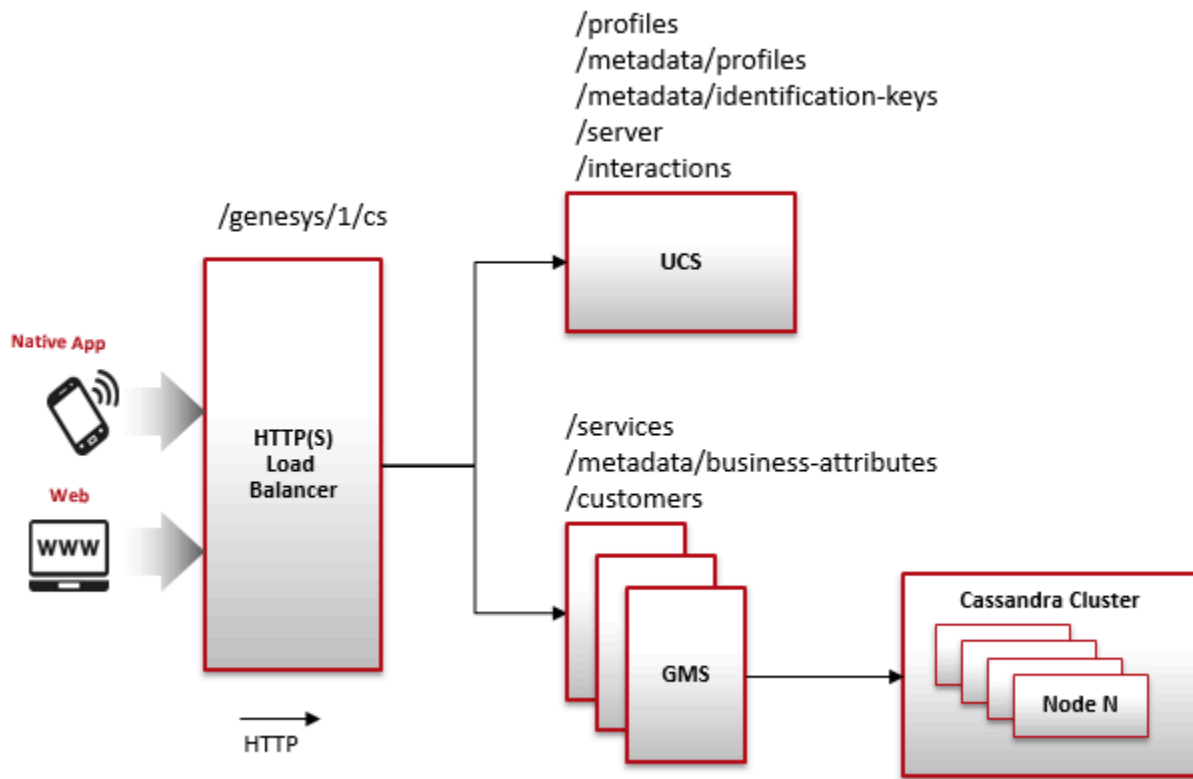 /profiles
/metadata/profiles
/metadata/identification-keys
/server
/interactions
/genesys/1/cs
UCS
Native App
HTTP(S)
Load
Balancer
Web
WWW
/services
/metadata/business-attributes
/customers
GMS
Cassandra Cluster
Node N
HTTP